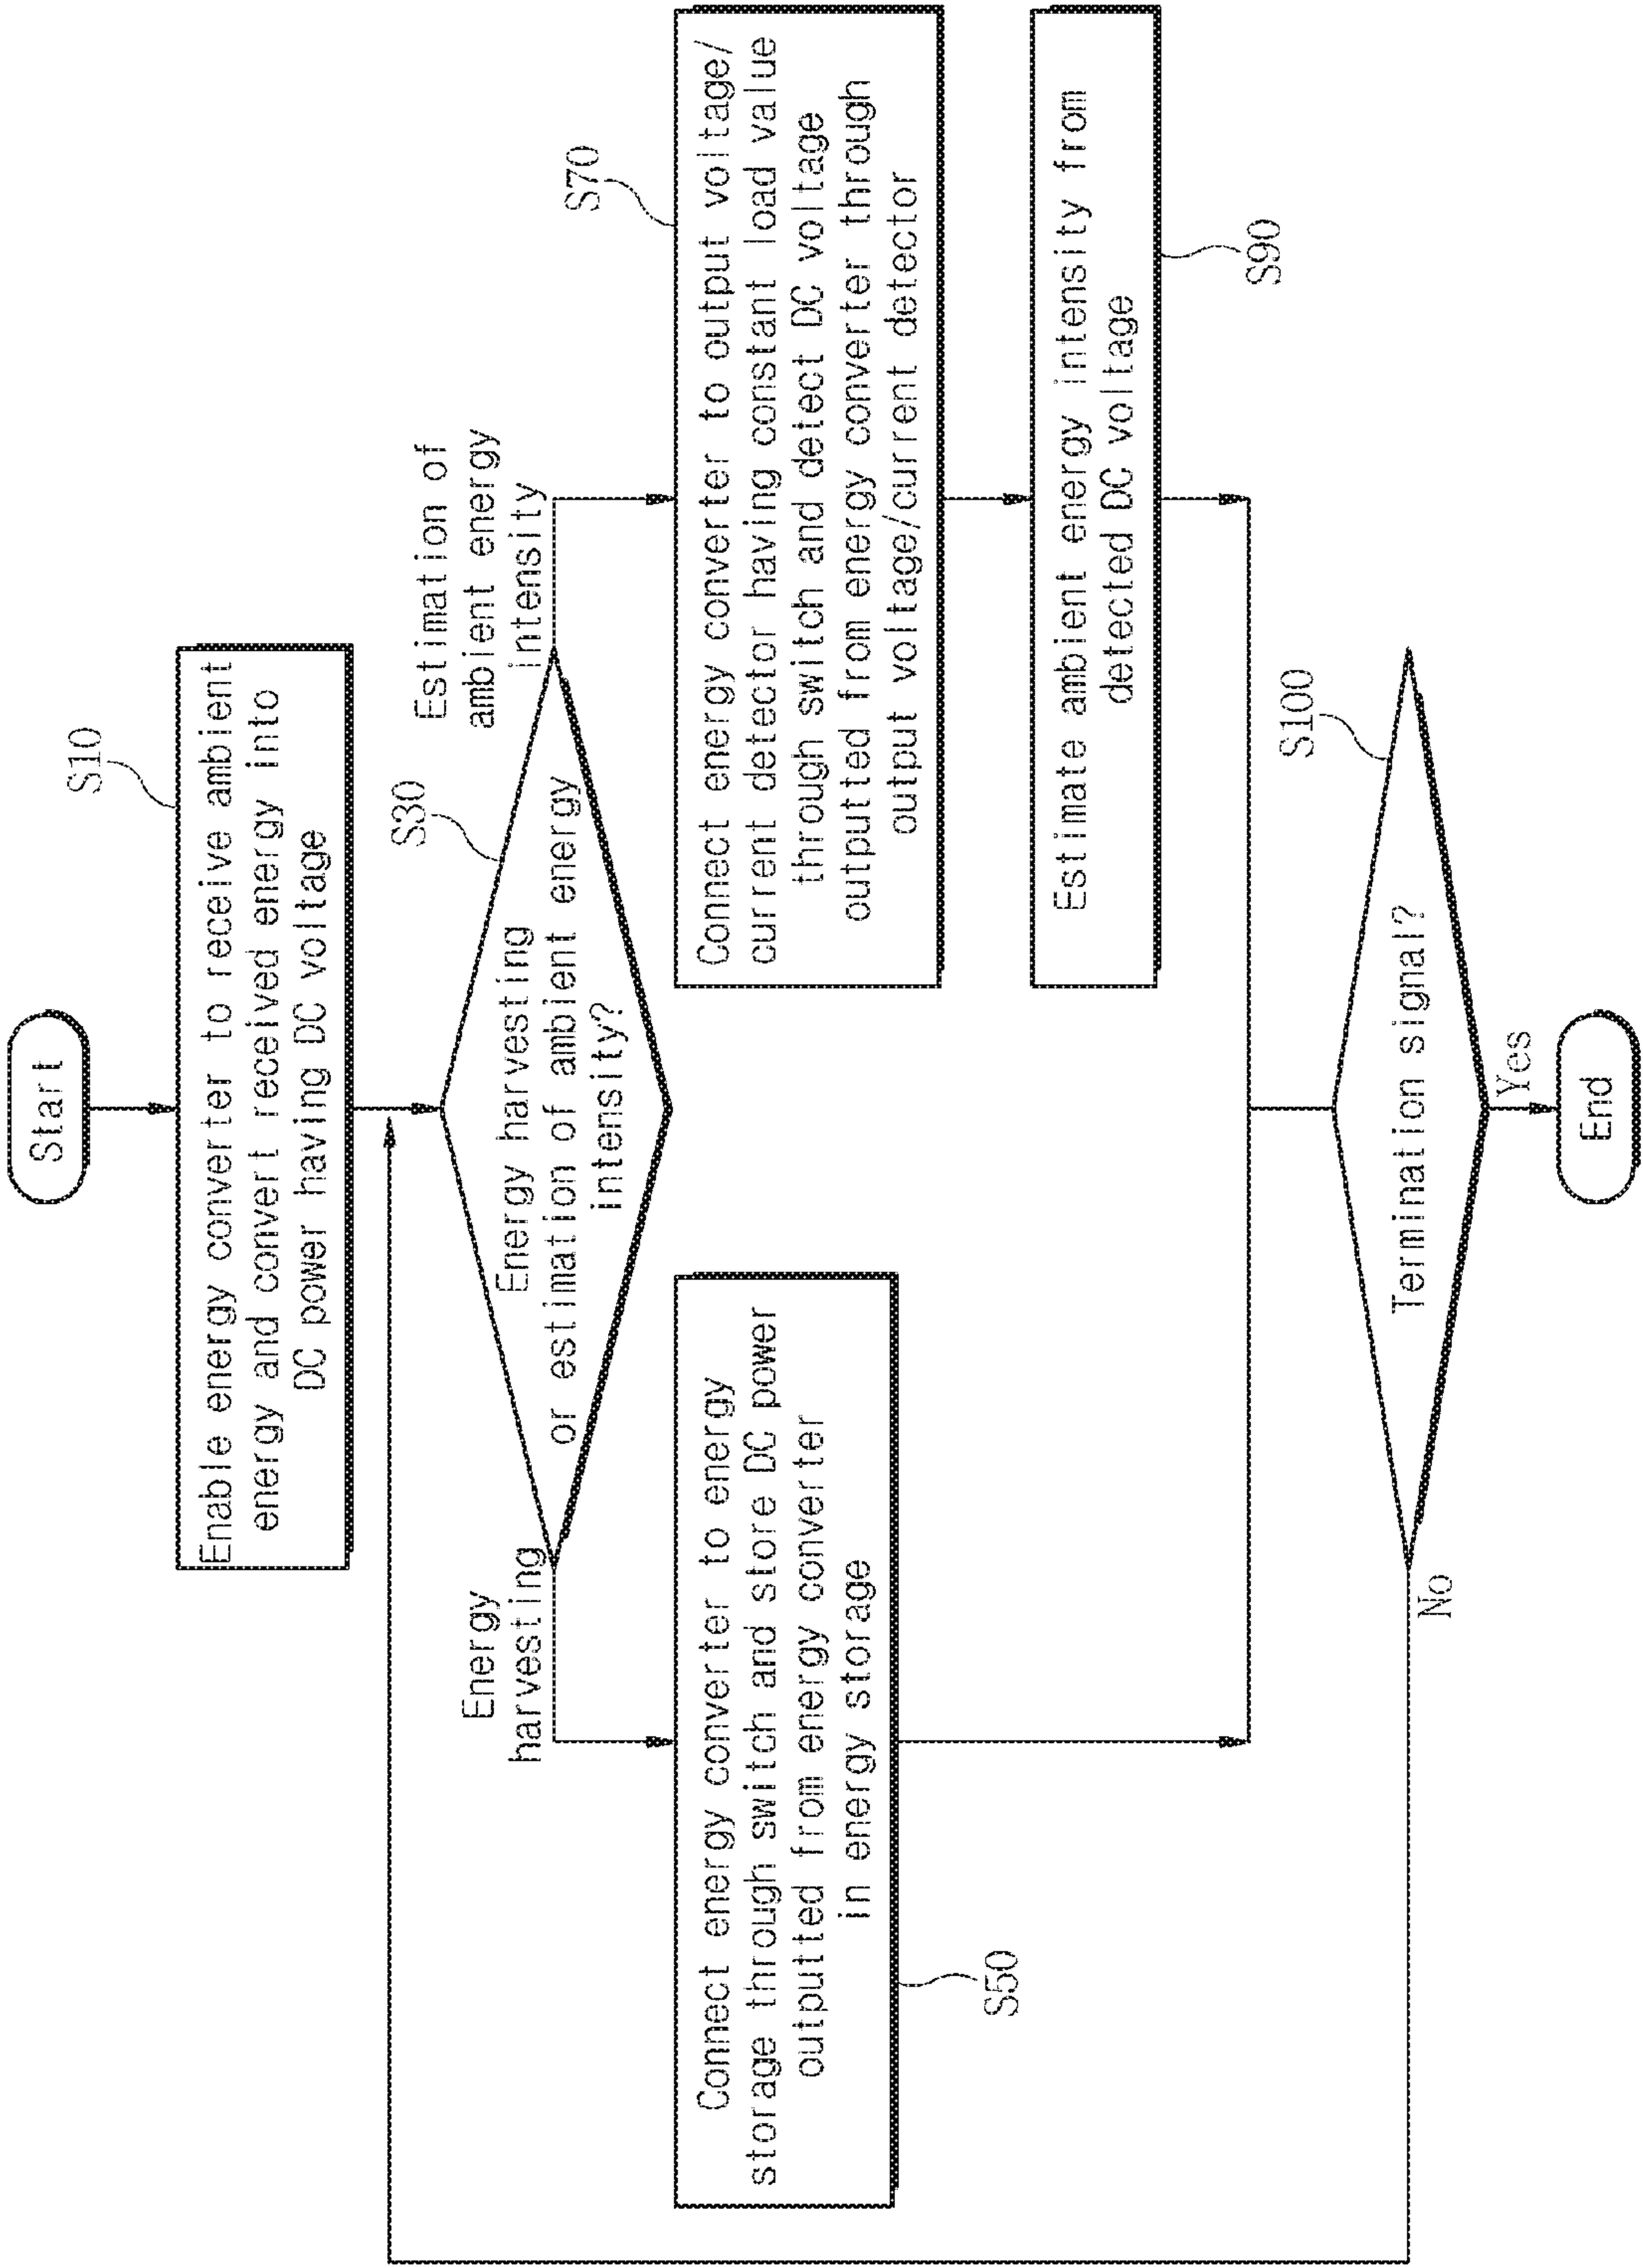 Start
S10
Enable energy converter to receive ambient
energy and convert received energy into
DC power having DC voltage
S30
Energy harvesting
or estimation of ambient energy
intensity?
Energy
harvesting
Estimation of
ambient energy
intensity
Connect energy converter to energy
storage through switch and store DC power
outputted from energy converter
in energy storage
S50
S70
Connect energy converter to output voltage/
current detector having constant load value
through switch and detect DC voltage
outputted from energy converter through
output voltage/current detector
Estimate ambient energy intensity from
detected DC voltage
S90
S100
Termination signal?
No
Yes
End